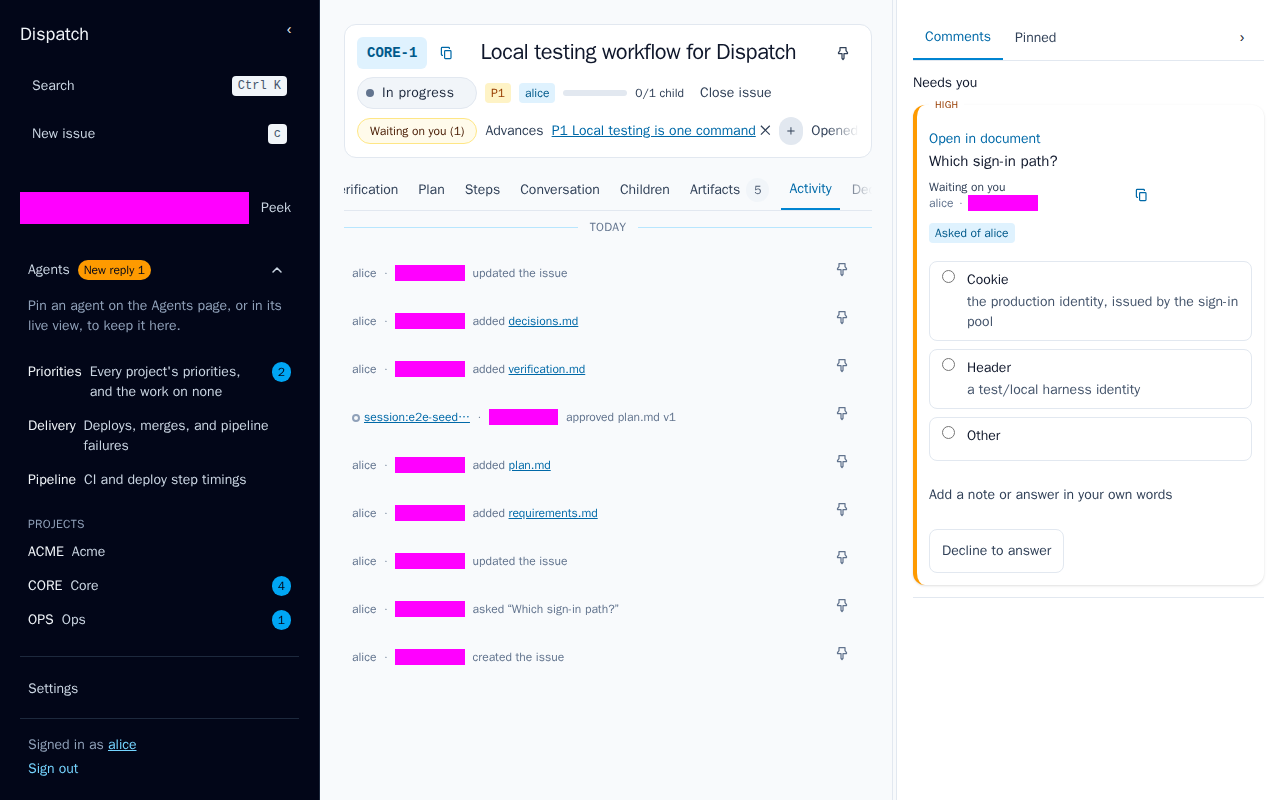 Dispatch
‹
Search
Ctrl K
New issue
c
Peek
Agents
New reply 1
Pin an agent on the Agents page, or in its
live view, to keep it here.
Priorities
Every project's priorities,
and the work on none
2
Delivery
Deploys, merges, and pipeline
failures
Pipeline
CI and deploy step timings
PROJECTS
ACME Acme
CORE Core
4
OPS Ops
1
Settings
Signed in as alice
Sign out
CORE-1
Local testing workflow for Dispatch
In progress
P1
alice
0/1 child
Close issue
Waiting on you (1)
Advances
P1 Local testing is one command
+
Opened
erification
Plan
Steps
Conversation
Children
Artifacts 5
Activity
De
TODAY
alice · updated the issue
alice · added decisions.md
alice · added verification.md
session:e2e-seed… · approved plan.md v1
alice · added plan.md
alice · added requirements.md
alice · updated the issue
alice · asked “Which sign-in path?”
alice · created the issue
Comments
Pinned
›
Needs you
HIGH
Open in document
Which sign-in path?
Waiting on you
alice ·
Asked of alice
Cookie
the production identity, issued by the sign-in
pool
Header
a test/local harness identity
Other
Add a note or answer in your own words
Decline to answer